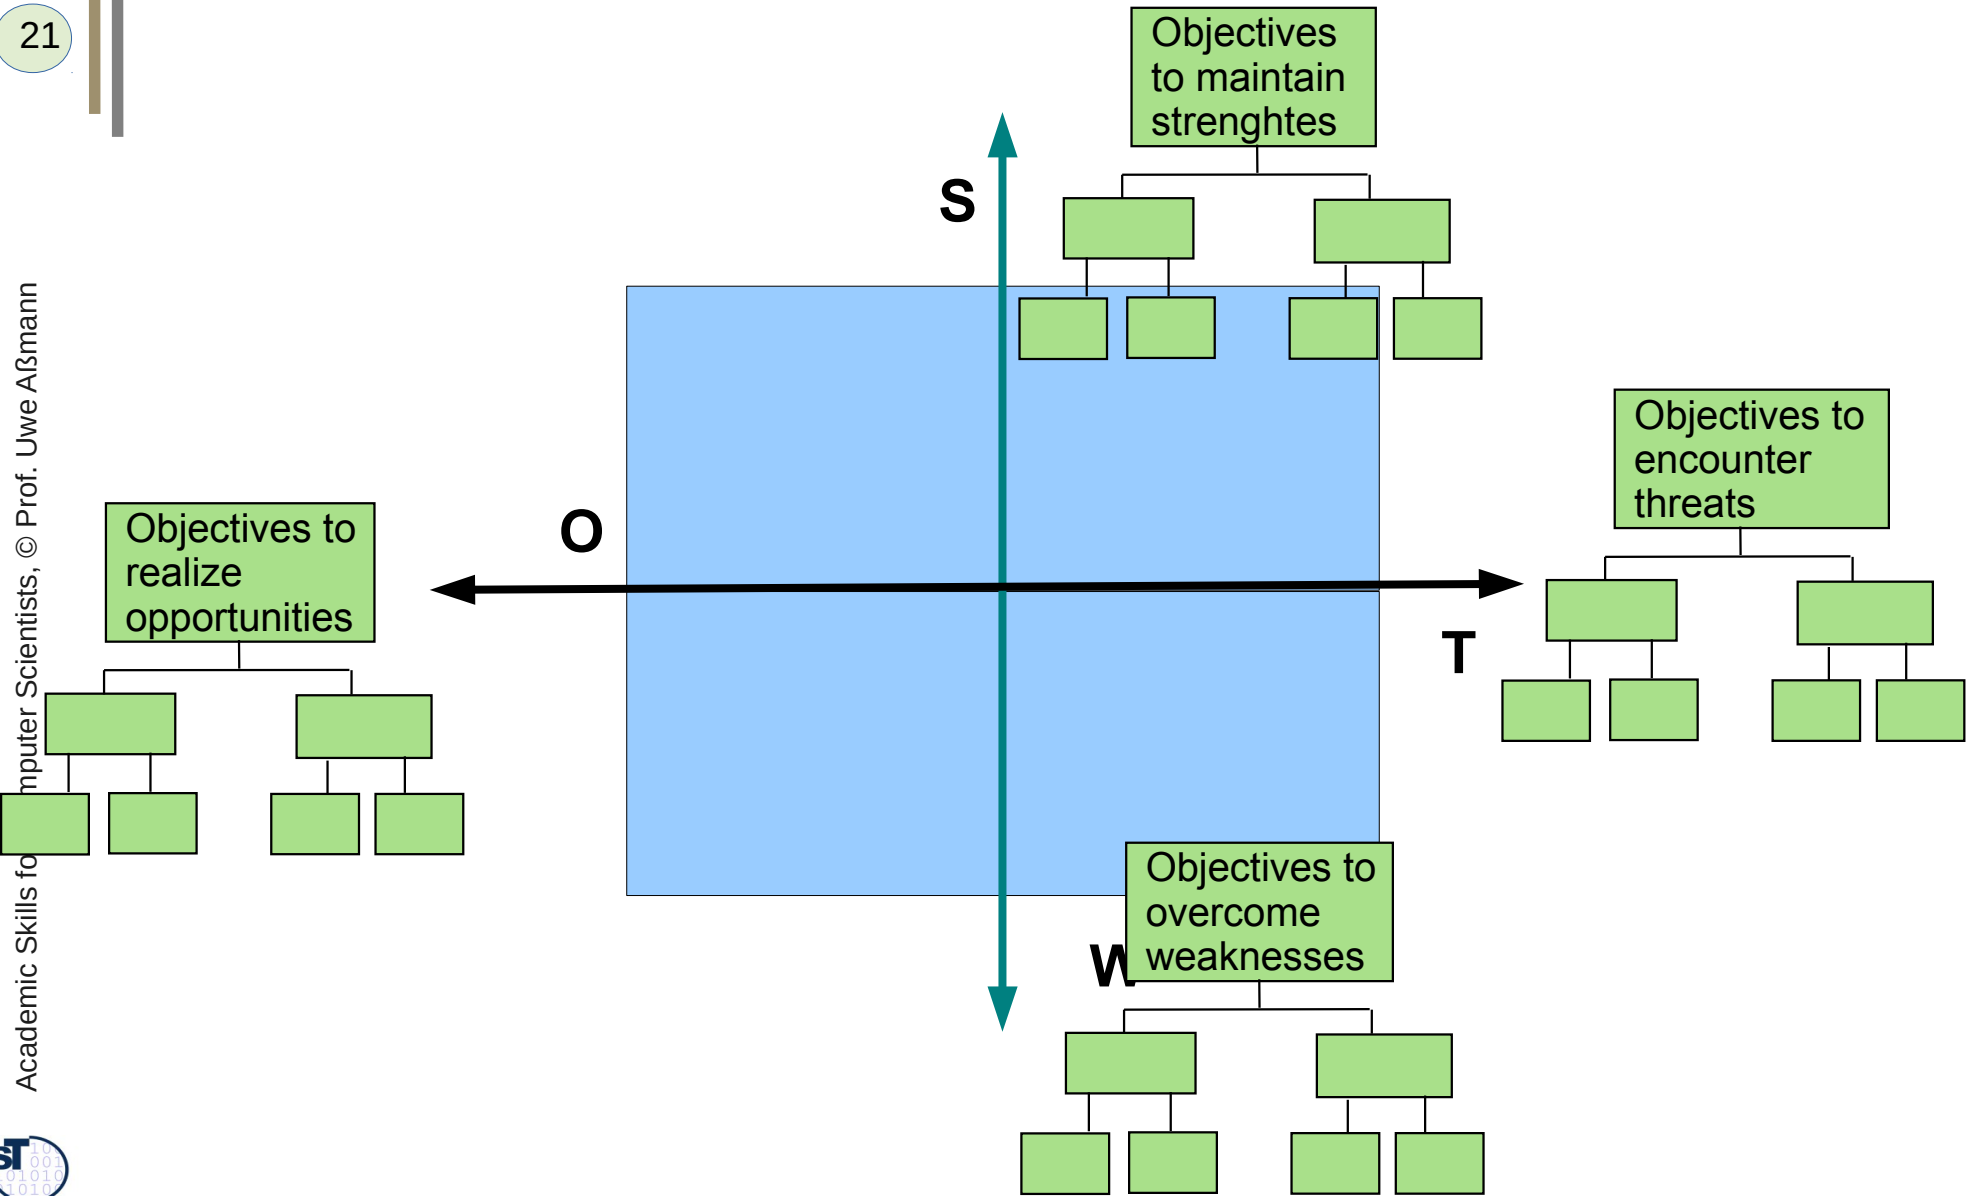 21
Objectives
to maintain
strenghtes
S
Objectives to
encounter
threats
Objectives to
realize
opportunities
O
T
Objectives to
overcome
weaknesses
W
Academic Skills fo mputer Scientists, © Prof. Uwe Aßmann
sT